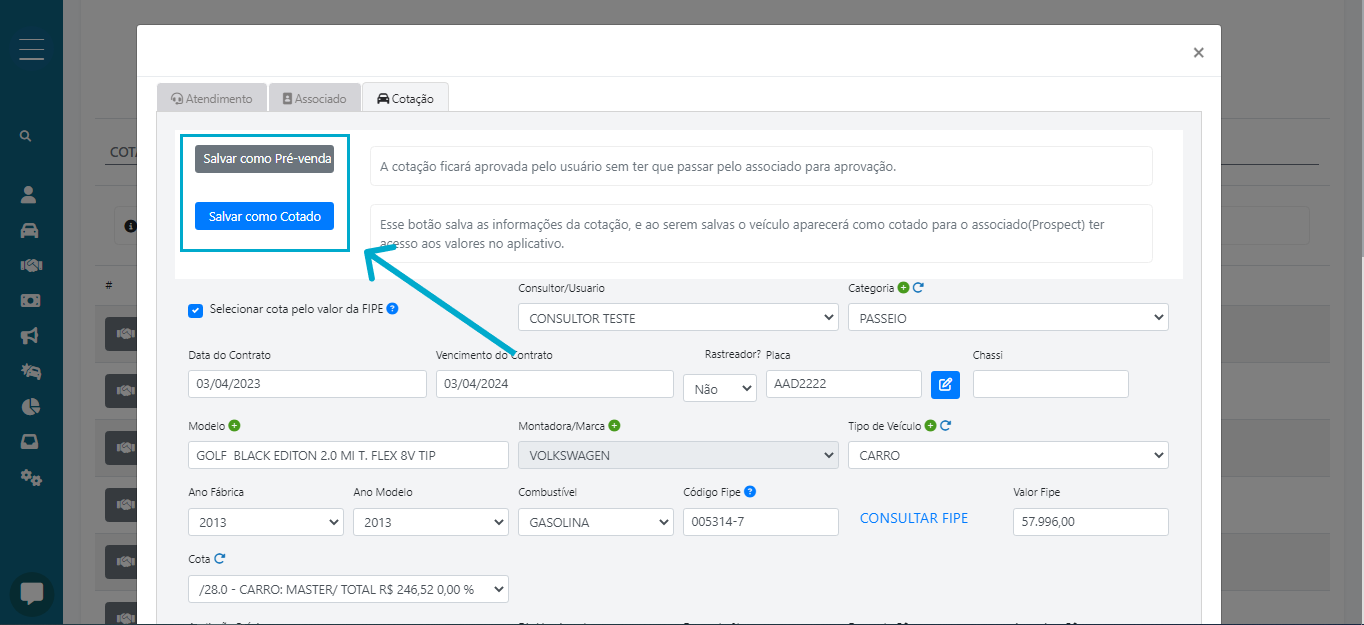 ×
Atendimento
Associado
Cotação
COTA
Salvar como Pré-venda
A cotação ficará aprovada pelo usuário sem ter que passar pelo associado para aprovação.
Salvar como Cotado
Esse botão salva as informações da cotação, e ao serem salvas o veículo aparecerá como cotado para o associado(Prospect) ter
acesso aos valores no aplicativo.
#
Selecionar cota pelo valor da FIPE
Consultor/Usuario
CONSULTOR TESTE
Categoria
PASSEIO
Data do Contrato
03/04/2023
Vencimento do Contrato
03/04/2024
Rastreador?
Não
Placa
AAD2222
Chassi
Modelo
GOLF BLACK EDITON 2.0 MI T. FLEX 8V TIP
Montadora/Marca
VOLKSWAGEN
Tipo de Veículo
CARRO
Ano Fábrica
2013
Ano Modelo
2013
Combustível
GASOLINA
Código Fipe
005314-7
CONSULTAR FIPE
Valor Fipe
57.996,00
Cota
/28.0 - CARRO: MASTER/ TOTAL R$ 246,52 0,00 %